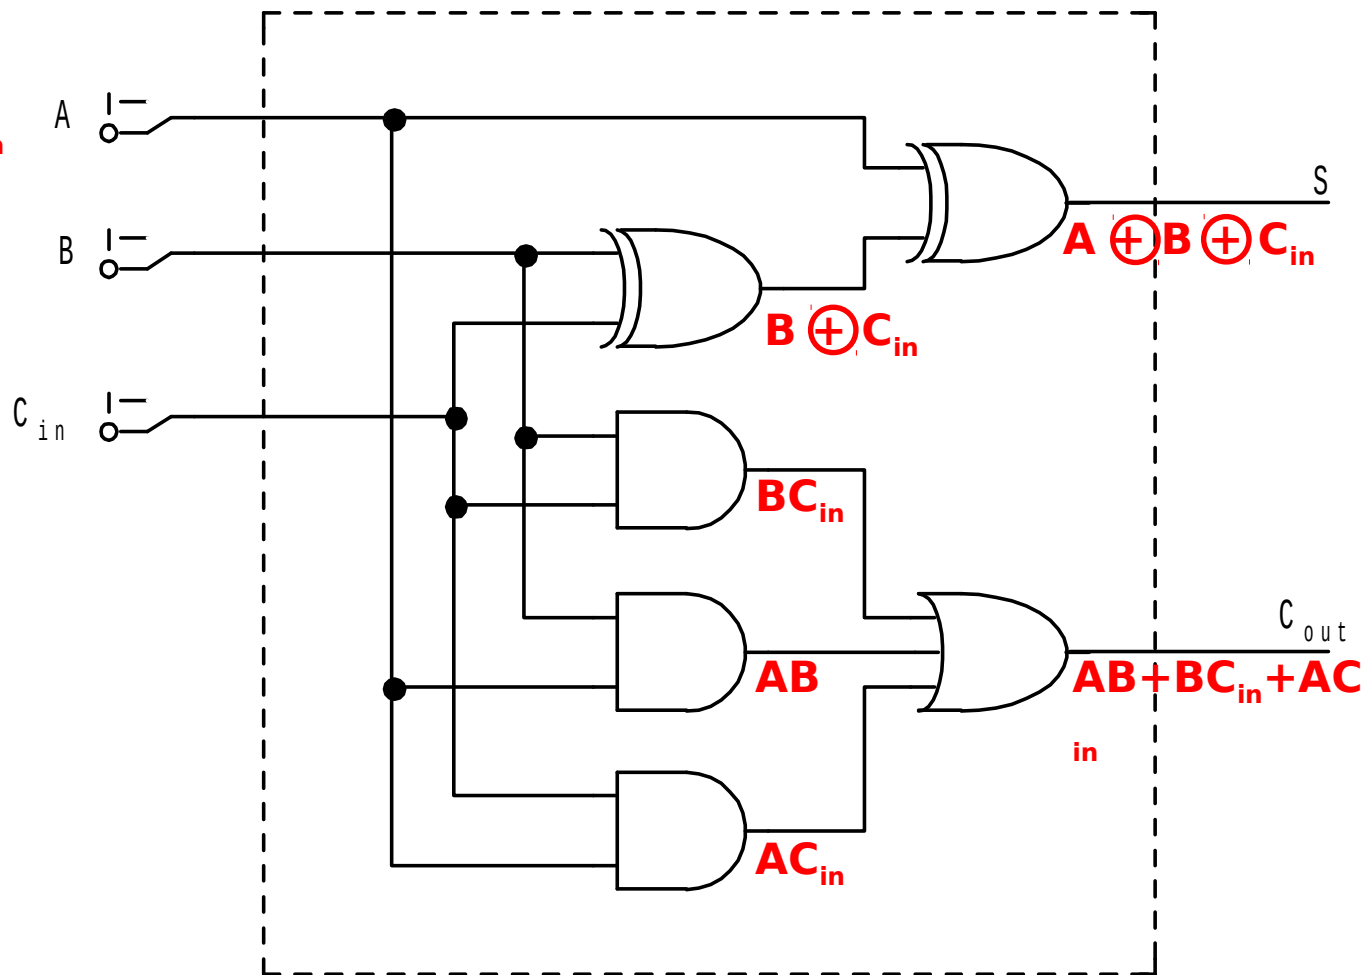 A
n
S
B
A ⊕ B ⊕ Cin
B ⊕ Cin
Cin
BCin
Cout
AB
AB+BCin+AC
in
ACin